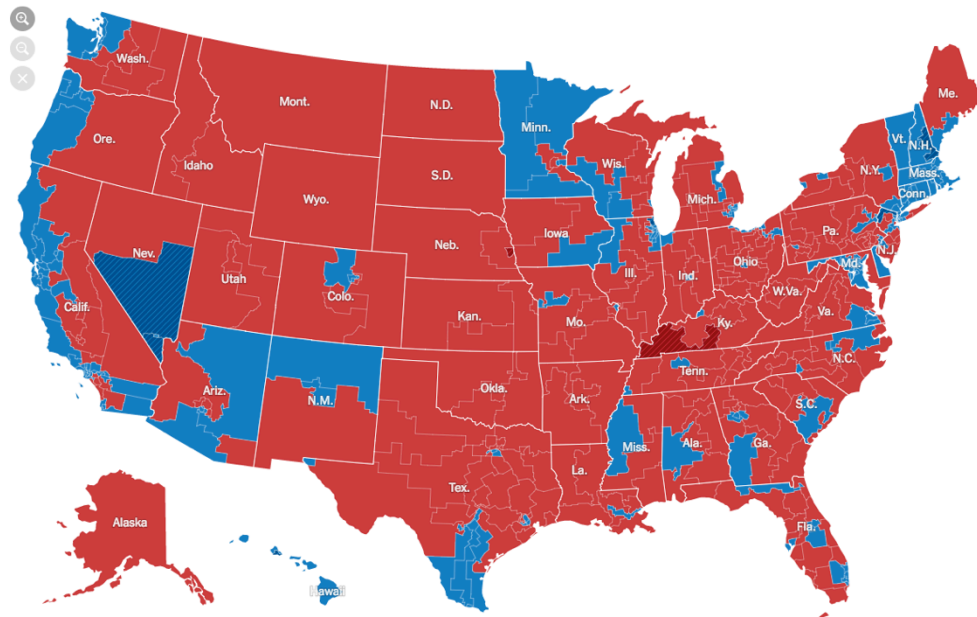 Wash.
Mont.
N.D.
Minn.
Me.
Ore.
Idaho
S.D.
Wis.
Vt.
N.H.
Wyo.
Mich.
N.Y.
Mass.
Conn.
Nev.
Neb.
Iowa
Pa.
Utah
Colo.
Ill.
Ind.
Ohio
Md.
N.J.
Calif.
Kan.
Mo.
W.Va.
Va.
Ky.
Ariz.
N.M.
Okla.
Ark.
Tenn.
N.C.
S.C.
Miss.
Ala.
Ga.
Tex.
La.
Fla.
Alaska
Hawaii